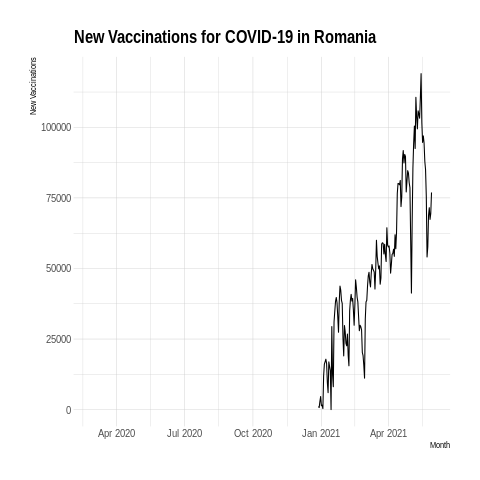 New Vaccinations for COVID-19 in Romania
New Vaccinations
100000
75000
50000
25000
0
Apr 2020 Jul 2020 Oct 2020 Jan 2021 Apr 2021
Month